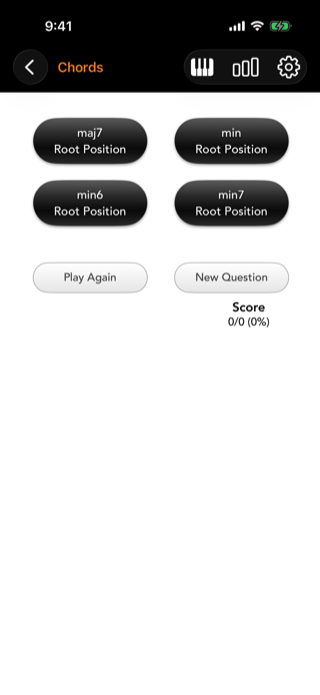 9:41
Chords
maj7
Root Position
min
Root Position
min6
Root Position
min7
Root Position
Play Again
New Question
Score
0/0 (0%)